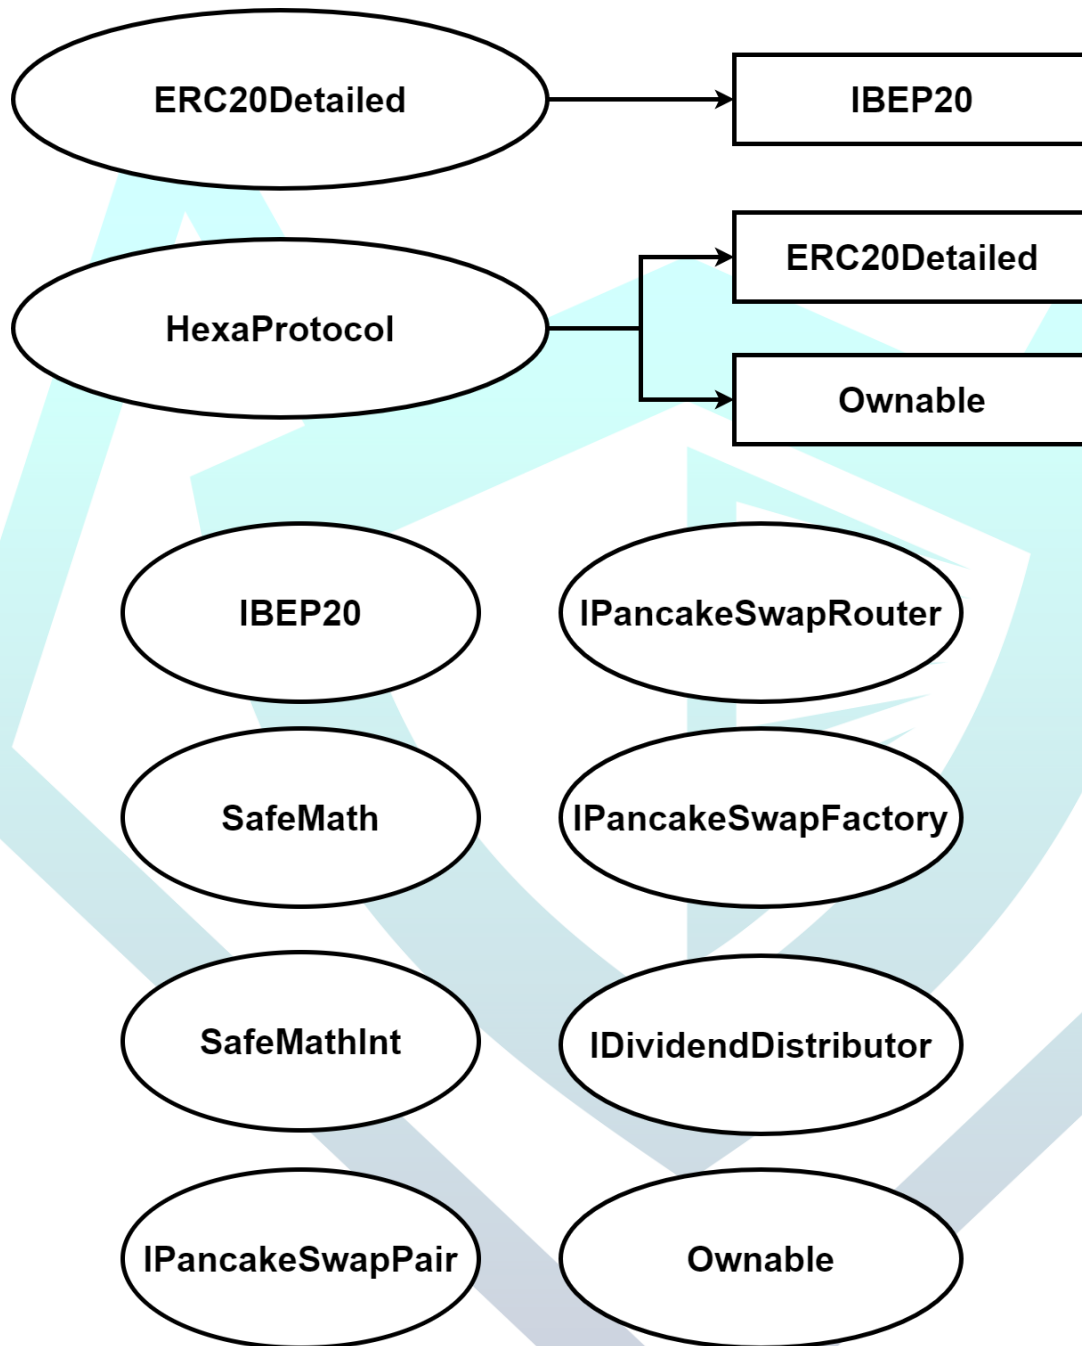 ERC20Detailed
IBEP20
HexaProtocol
ERC20Detailed
Ownable
IBEP20
IPancakeSwapRouter
SafeMath
IPancakeSwapFactory
SafeMathInt
IDividendDistributor
IPancakeSwapPair
Ownable